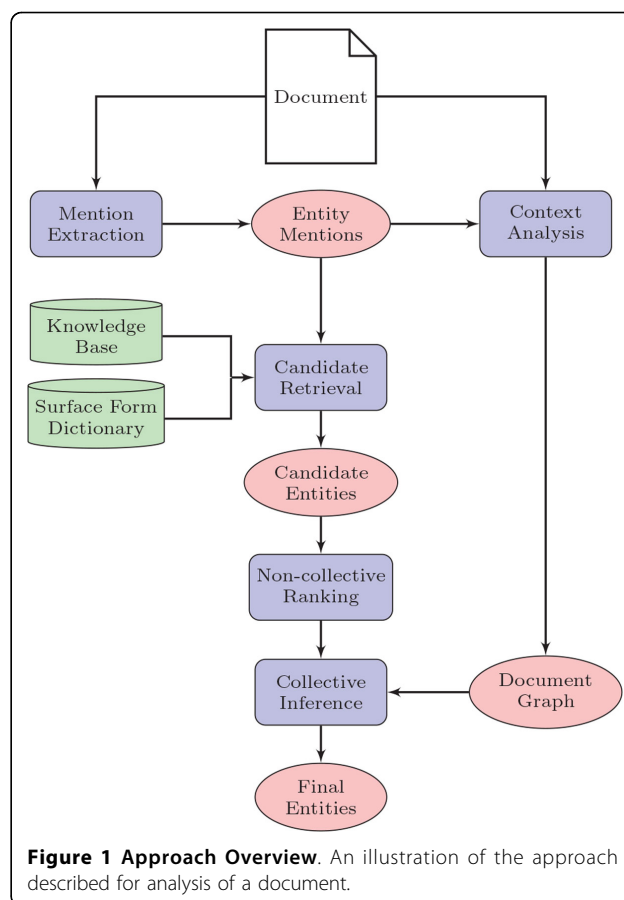 Document
Mention
Extraction
Entity
Mentions
Context
Analysis
Knowledge
Base
Surface Form
Dictionary
Candidate
Retrieval
Candidate
Entities
Non-collective
Ranking
Collective
Inference
Document
Graph
Final
Entities
Figure 1 Approach Overview. An illustration of the approach
described for analysis of a document.